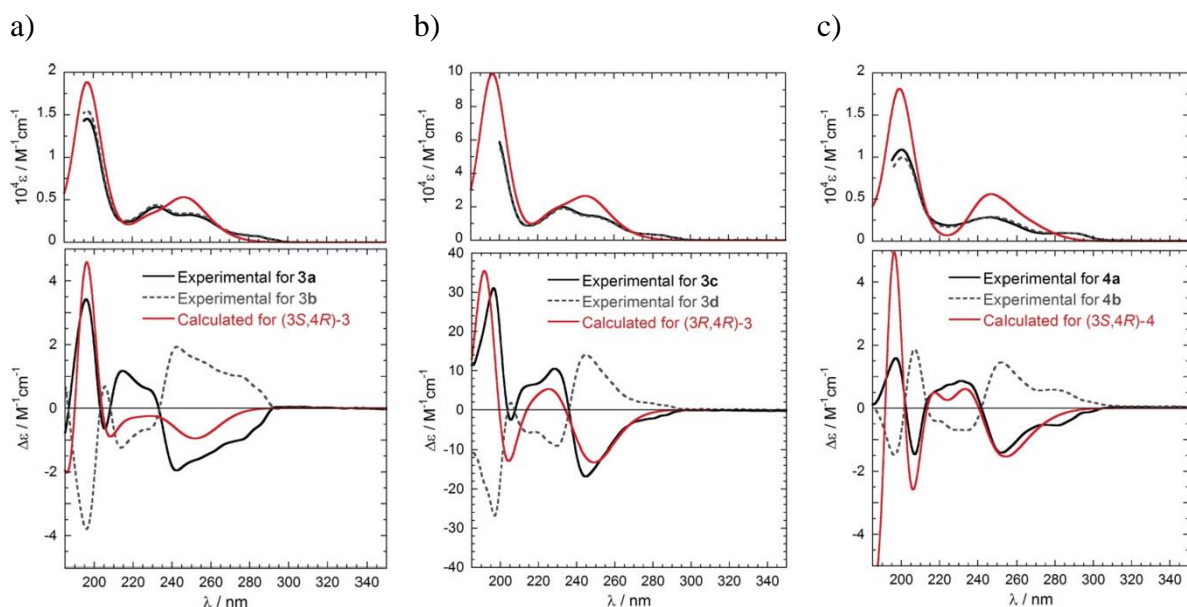 a)
b)
c)
2
1.5
1
0.5
0
10⁴ε / M⁻¹cm⁻¹
4
2
0
-2
-4
Δε / M⁻¹cm⁻¹
Experimental for 3a
Experimental for 3b
Calculated for (3S,4R)-3
200 220 240 260 280 300 320 340
λ / nm
10
8
6
4
2
0
10⁴ε / M⁻¹cm⁻¹
40
30
20
10
0
-10
-20
-30
-40
Δε / M⁻¹cm⁻¹
Experimental for 3c
Experimental for 3d
Calculated for (3R,4R)-3
200 220 240 260 280 300 320 340
λ / nm
2
1.5
1
0.5
0
10⁴ε / M⁻¹cm⁻¹
4
2
0
-2
-4
Δε / M⁻¹cm⁻¹
Experimental for 4a
Experimental for 4b
Calculated for (3S,4R)-4
200 220 240 260 280 300 320 340
λ / nm